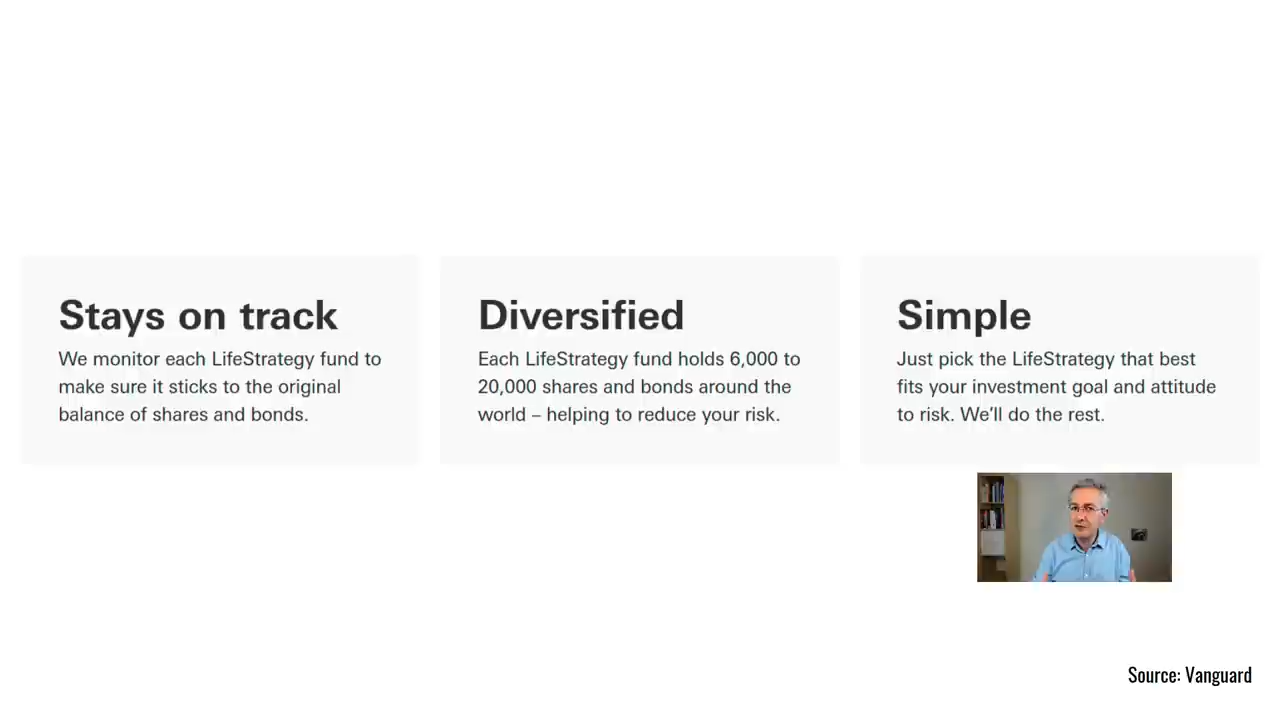 Stays on track
We monitor each LifeStrategy fund to
make sure it sticks to the original
balance of shares and bonds.
Diversified
Each LifeStrategy fund holds 6,000 to
20,000 shares and bonds around the
world – helping to reduce your risk.
Simple
Just pick the LifeStrategy that best
fits your investment goal and attitude
to risk. We’ll do the rest.
Source: Vanguard